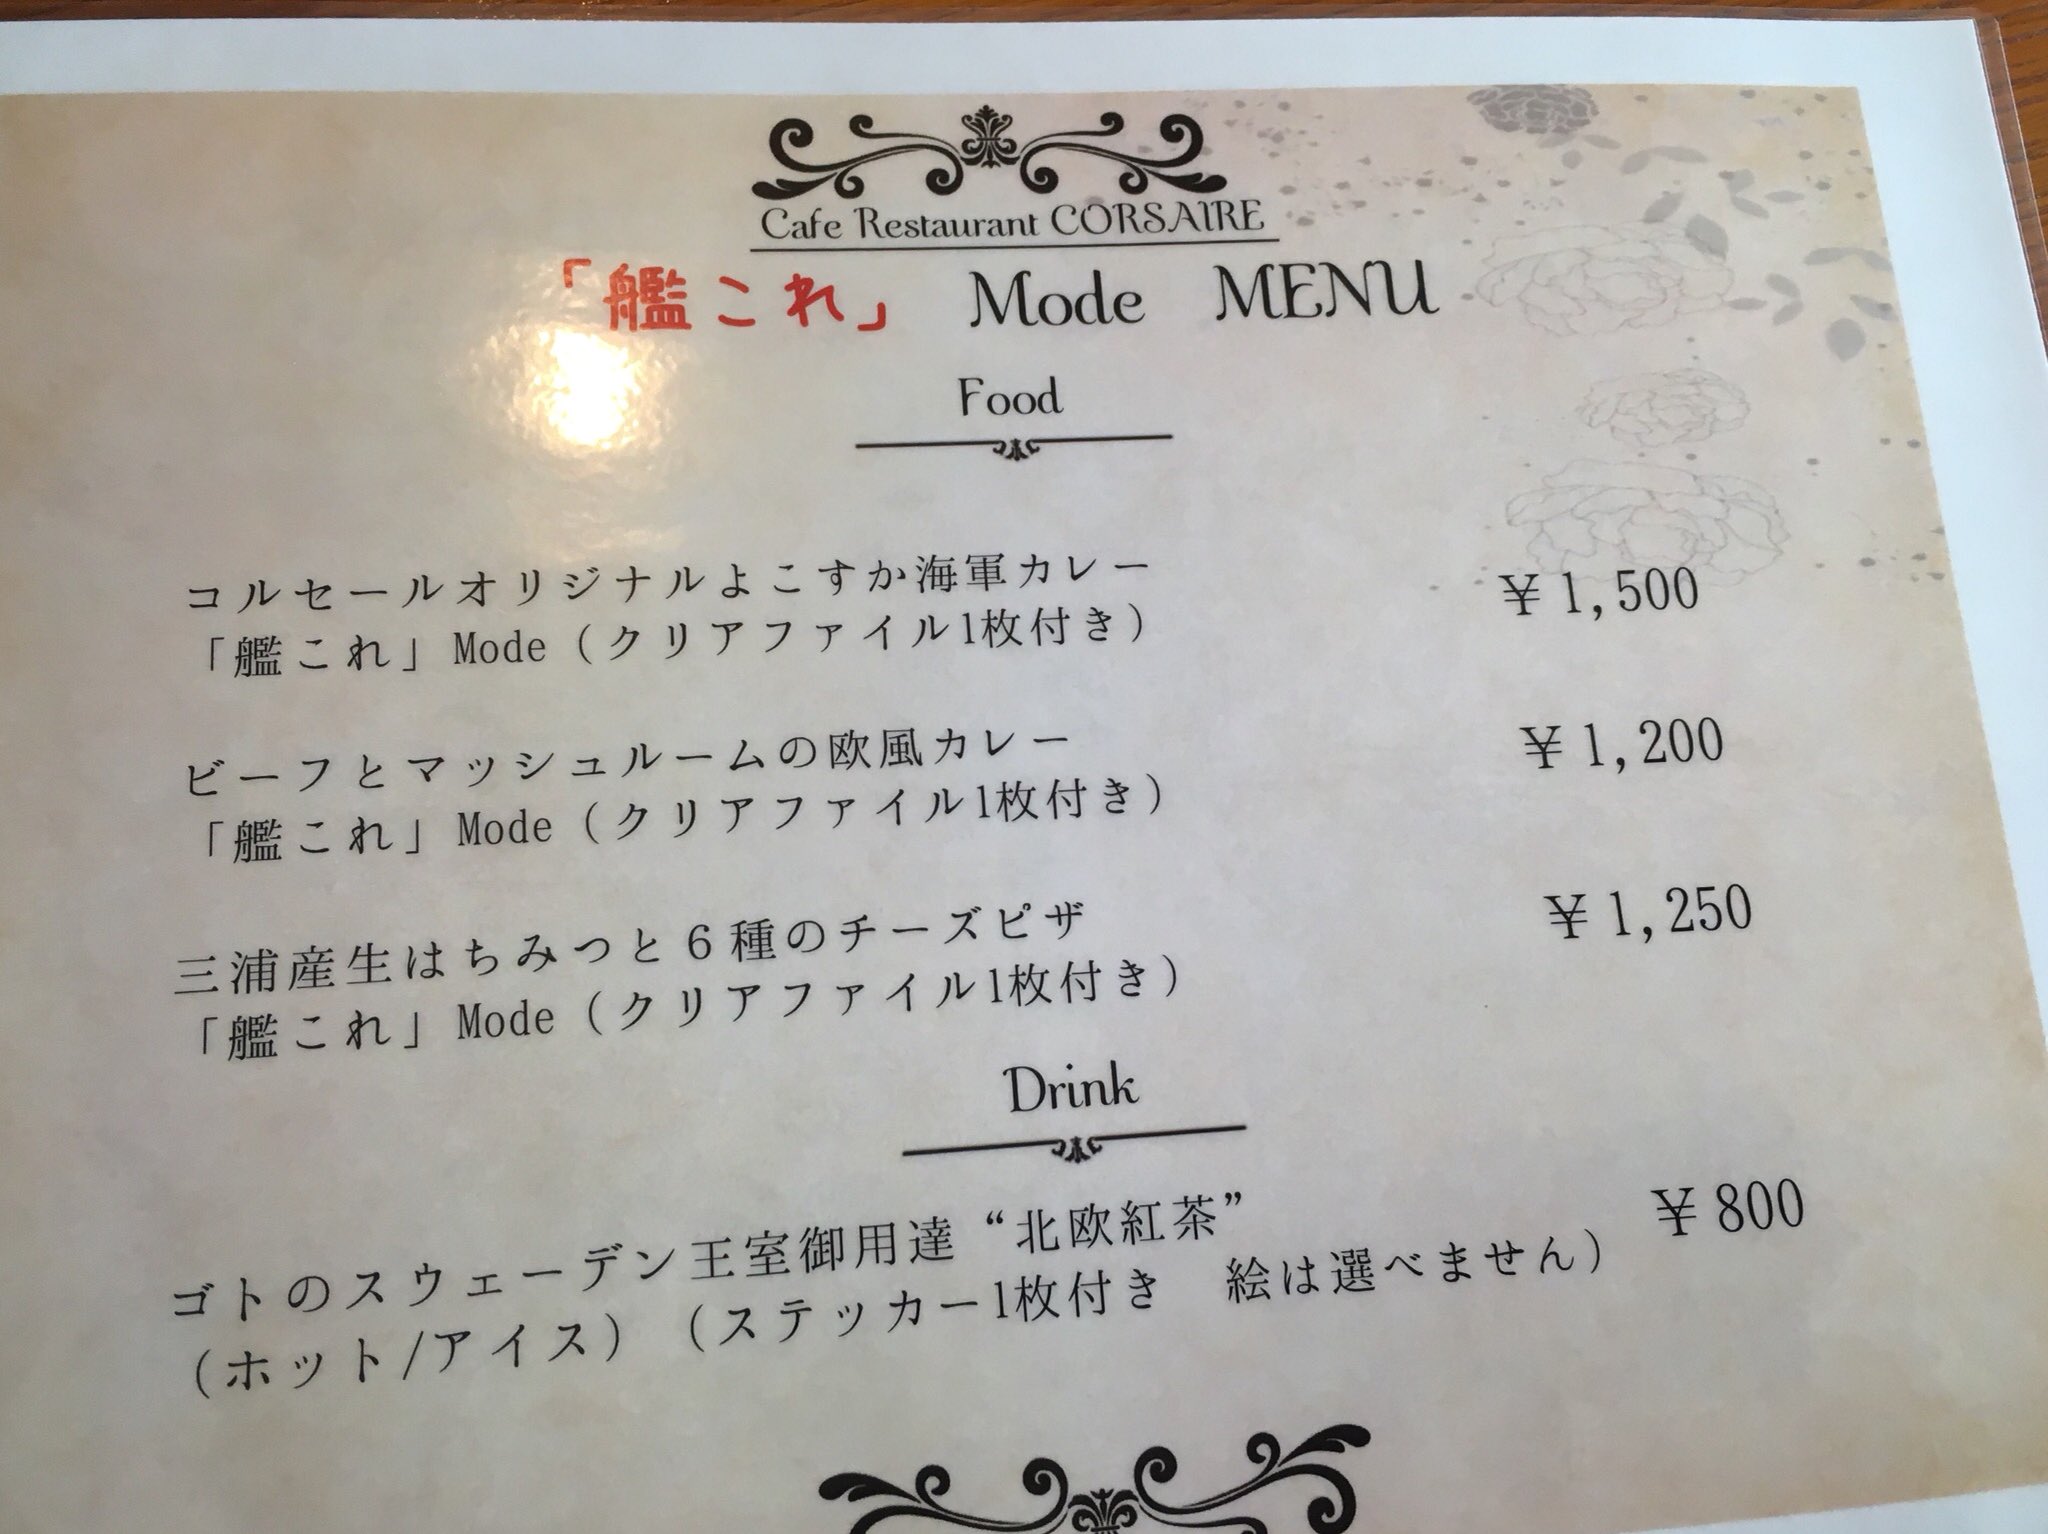 Cafe Restaurant CORSAIRE
「艦これ」 Mode MENU
Food
コルセールオリジナルよこすか海軍カレー ¥1,500
「艦これ」Mode（クリアファイル1枚付き）
ビーフとマッシュルームの欧風カレー ¥1,200
「艦これ」Mode（クリアファイル1枚付き）
三浦産生はちみつと６種のチーズピザ ¥1,250
「艦これ」Mode（クリアファイル1枚付き）
Drink
ゴトのスウェーデン王室御用達“北欧紅茶” ¥800
（ホット/アイス）（ステッカー1枚付き　絵は選べません）